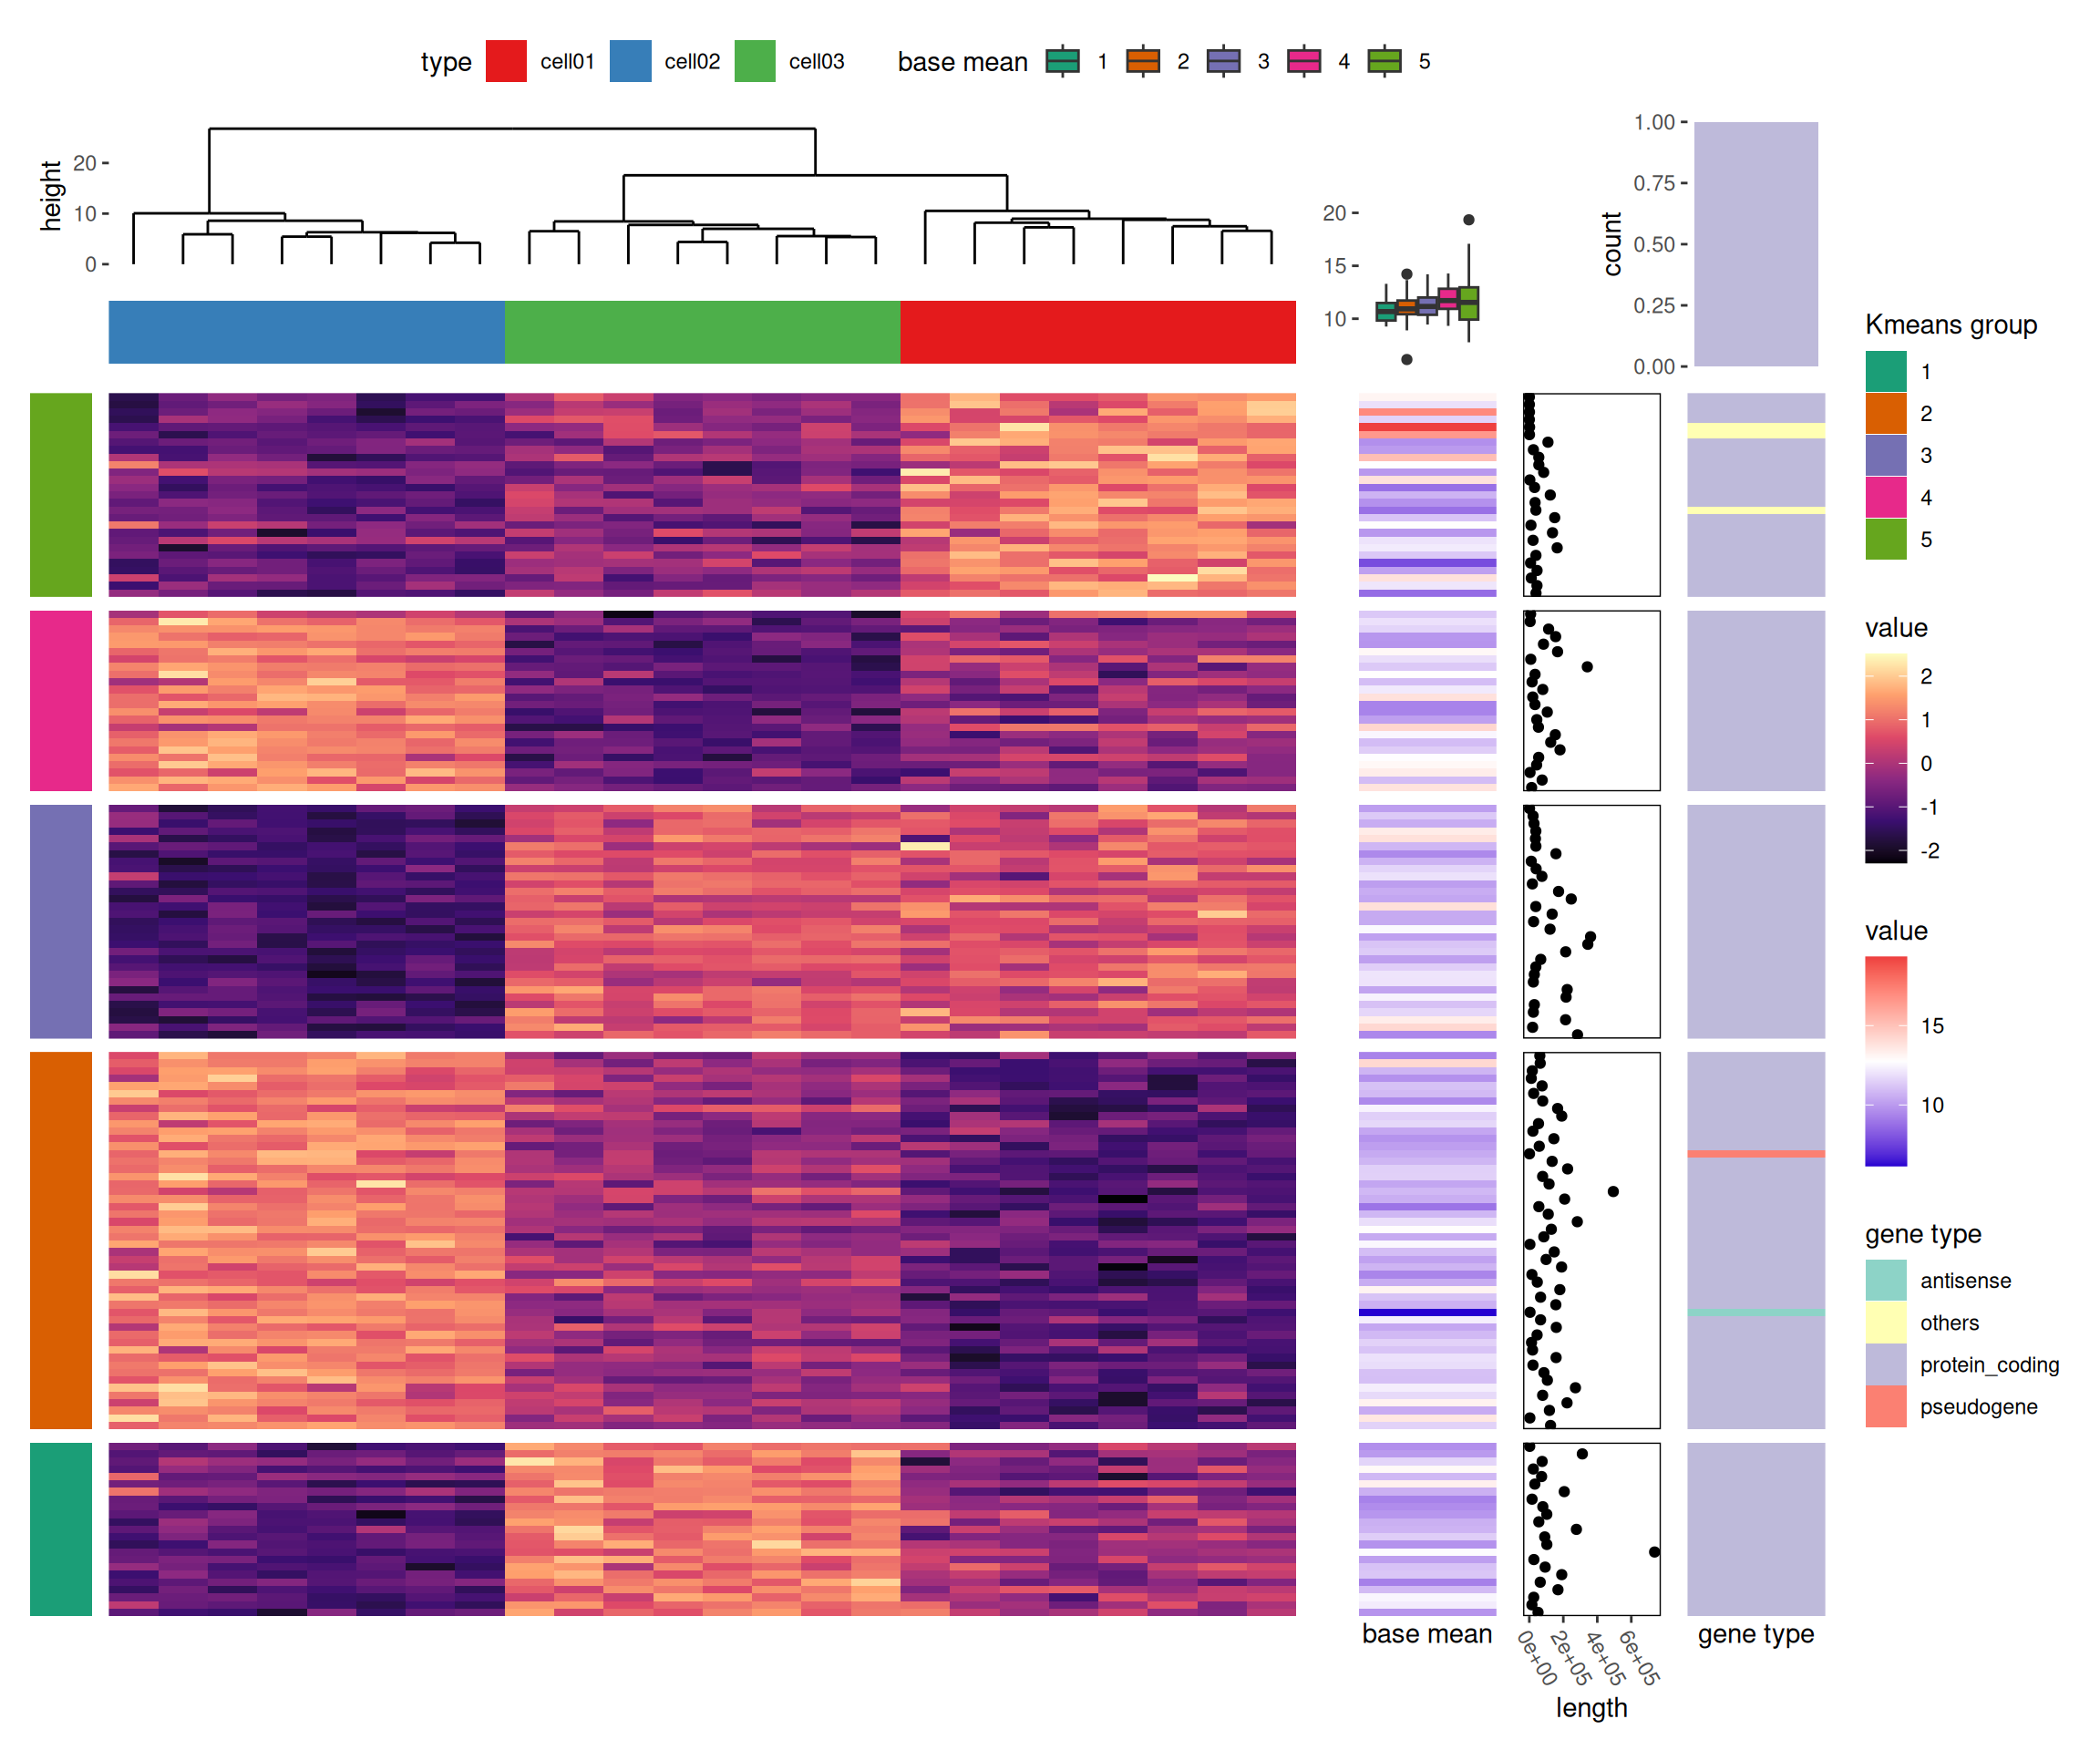 type cell01 cell02 cell03 base mean 1 2 3 4 5
height
20
10
0
20
15
10
count
1.00
0.75
0.50
0.25
0.00
Kmeans group
1
2
3
4
5
value
2
1
0
-1
-2
value
15
10
gene type
antisense
others
protein_coding
pseudogene
base mean
0e+00 2e+05 4e+05 6e+05
length
gene type